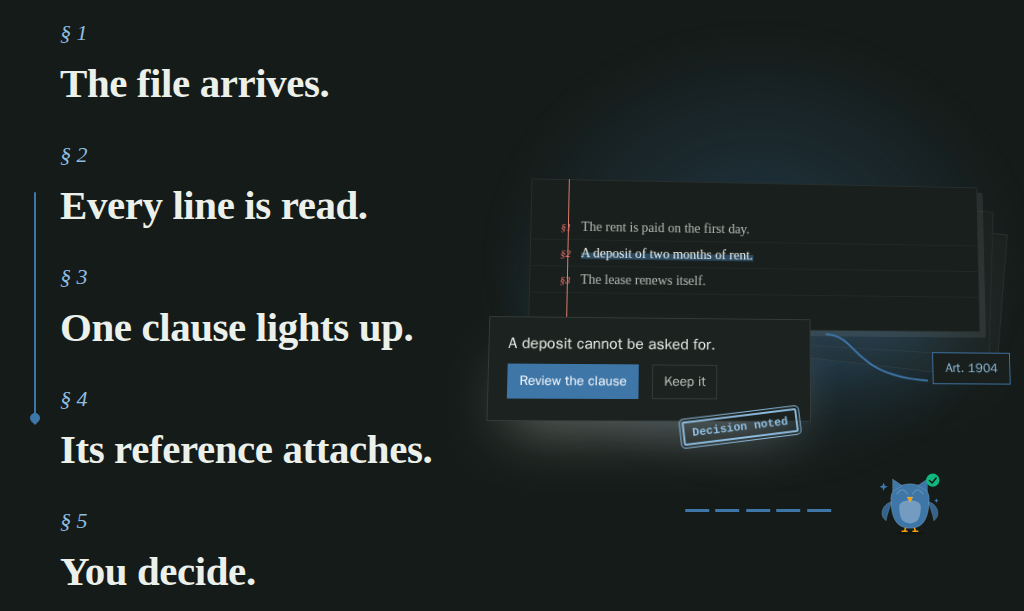 § 1
The file arrives.
§ 2
Every line is read.
§ 3
One clause lights up.
§ 4
Its reference attaches.
§ 5
You decide.
§1 The rent is paid on the first day.
§2 A deposit of two months of rent.
§3 The lease renews itself.
A deposit cannot be asked for.
Review the clause
Keep it
Art. 1904
Decision noted